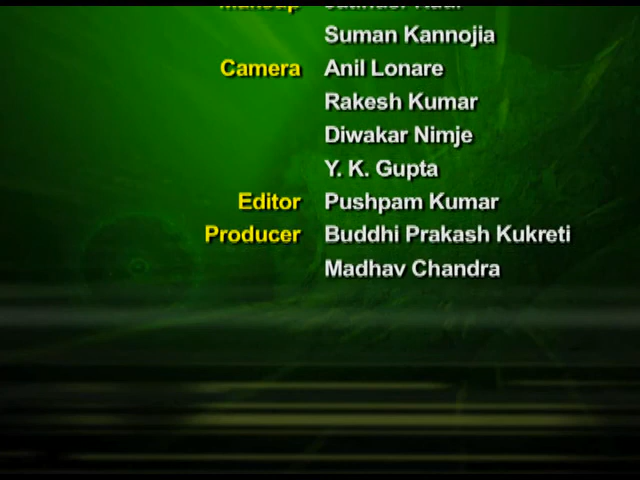 Suman Kannojia
Camera Anil Lonare
Rakesh Kumar
Diwakar Nimje
Y. K. Gupta
Editor Pushpam Kumar
Producer Buddhi Prakash Kukreti
Madhav Chandra